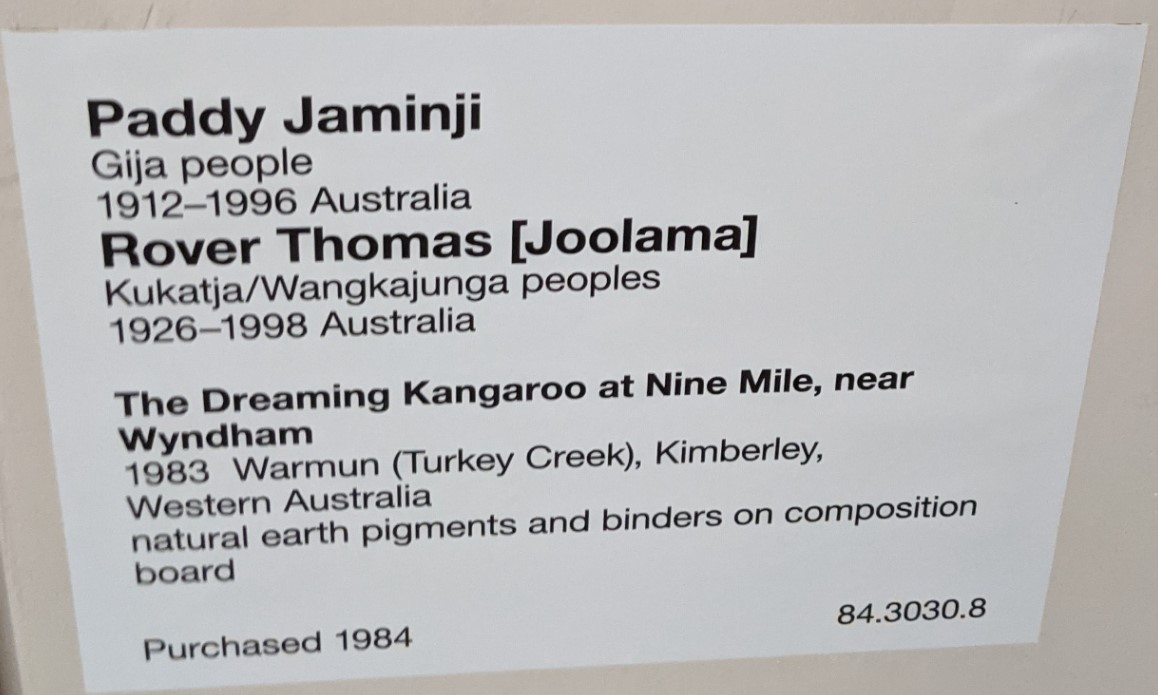 Paddy Jaminji
Gija people
1912–1996 Australia
Rover Thomas [Joolama]
Kukatja/Wangkajunga peoples
1926–1998 Australia
The Dreaming Kangaroo at Nine Mile, near
Wyndham
1983 Warmun (Turkey Creek), Kimberley,
Western Australia
natural earth pigments and binders on composition
board
84.3030.8
Purchased 1984